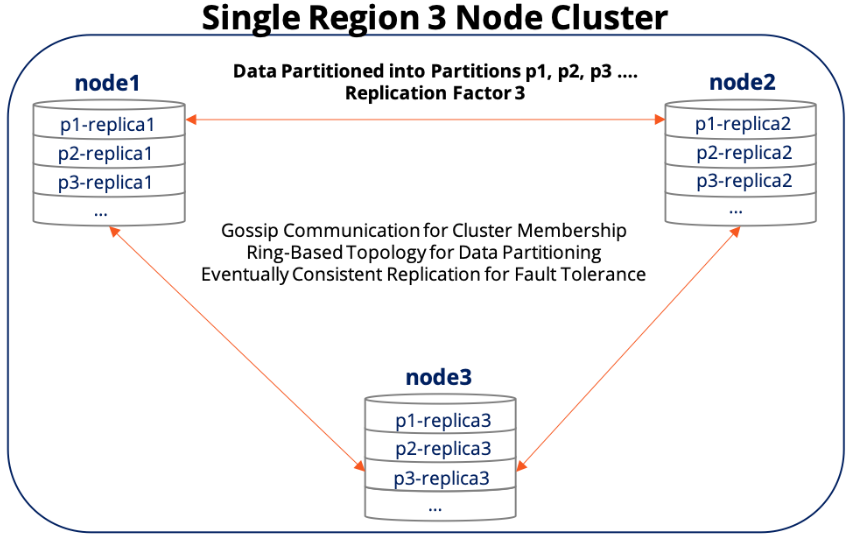 Single Region 3 Node Cluster
Data Partitioned into Partitions p1, p2, p3 ....
Replication Factor 3
node1
p1-replica1
p2-replica1
p3-replica1
...
node2
p1-replica2
p2-replica2
p3-replica2
...
Gossip Communication for Cluster Membership
Ring-Based Topology for Data Partitioning
Eventually Consistent Replication for Fault Tolerance
node3
p1-replica3
p2-replica3
p3-replica3
...